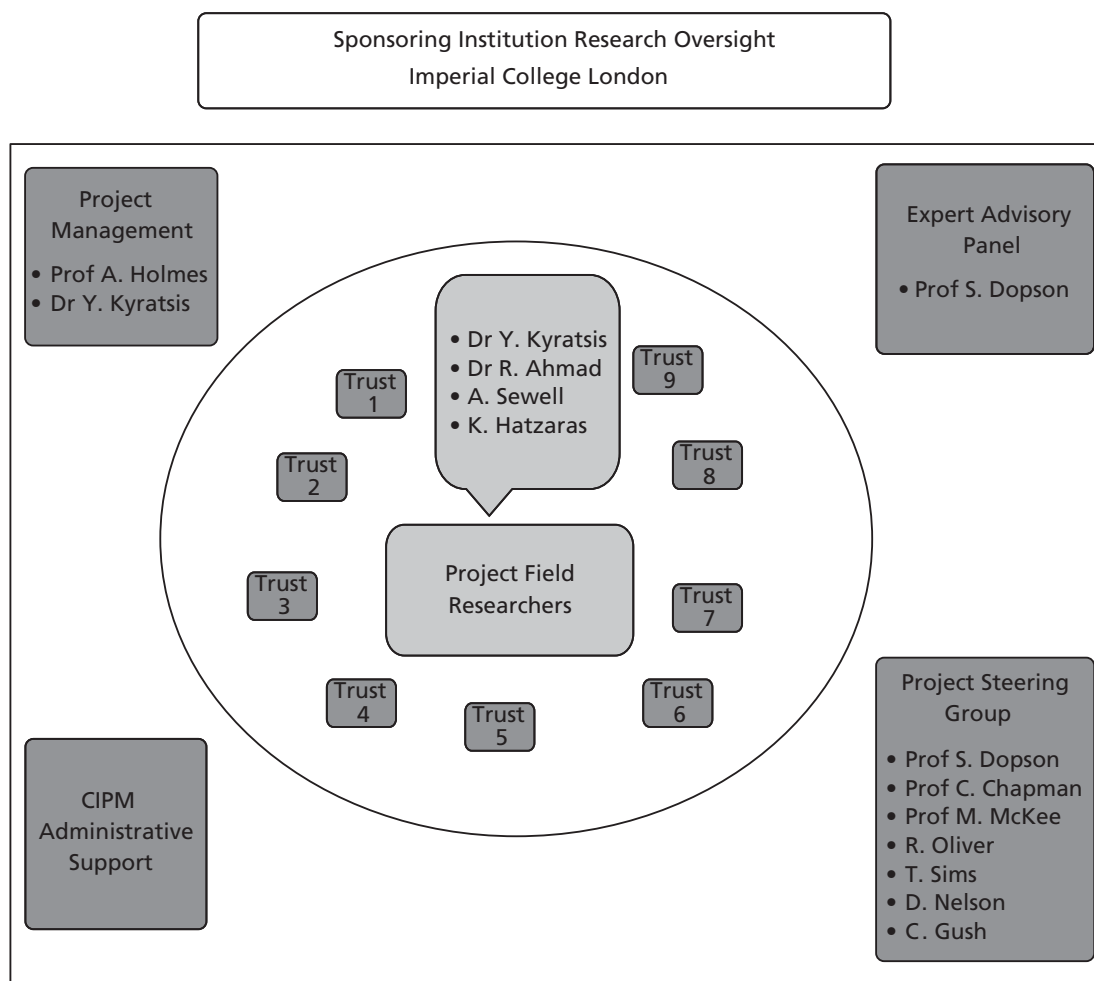 Sponsoring Institution Research Oversight
Imperial College London
Project
Management
• Prof A. Holmes
• Dr Y. Kyratsis
Expert Advisory
Panel
• Prof S. Dopson
• Dr Y. Kyratsis
• Dr R. Ahmad
• A. Sewell
• K. Hatzaras
Trust
1
Trust
2
Trust
3
Trust
4
Trust
5
Trust
6
Trust
7
Trust
8
Trust
9
Project Field
Researchers
CIPM
Administrative
Support
Project Steering
Group
• Prof S. Dopson
• Prof C. Chapman
• Prof M. McKee
• R. Oliver
• T. Sims
• D. Nelson
• C. Gush